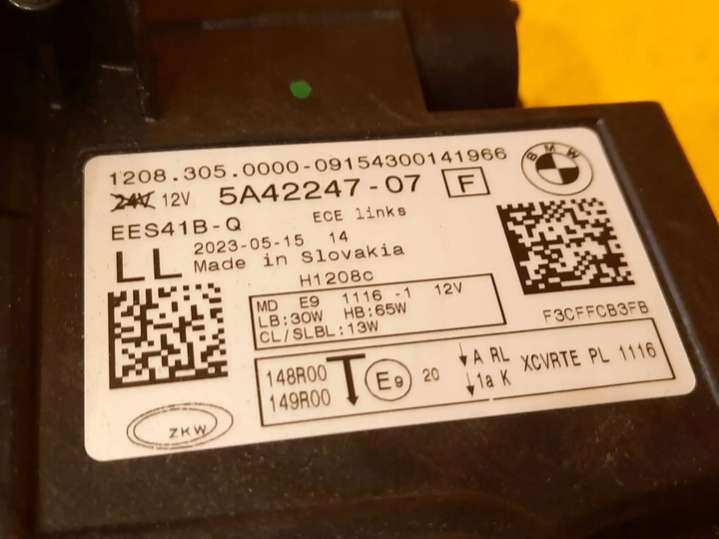 1208.305.0000-09154300141966
BMW
24V 12V 5A42247-07 F
EES41B-Q ECE links
LL 2023-05-15 14
Made in Slovakia
H1208c
MD E9 1116 -1 12V
LB:30W HB:65W
CL/SLBL:13W
F3CFFCB3FB
148R00
149R00
T E9 20
↓A RL
↓1a K
XCVRTE PL 1116
ZKW